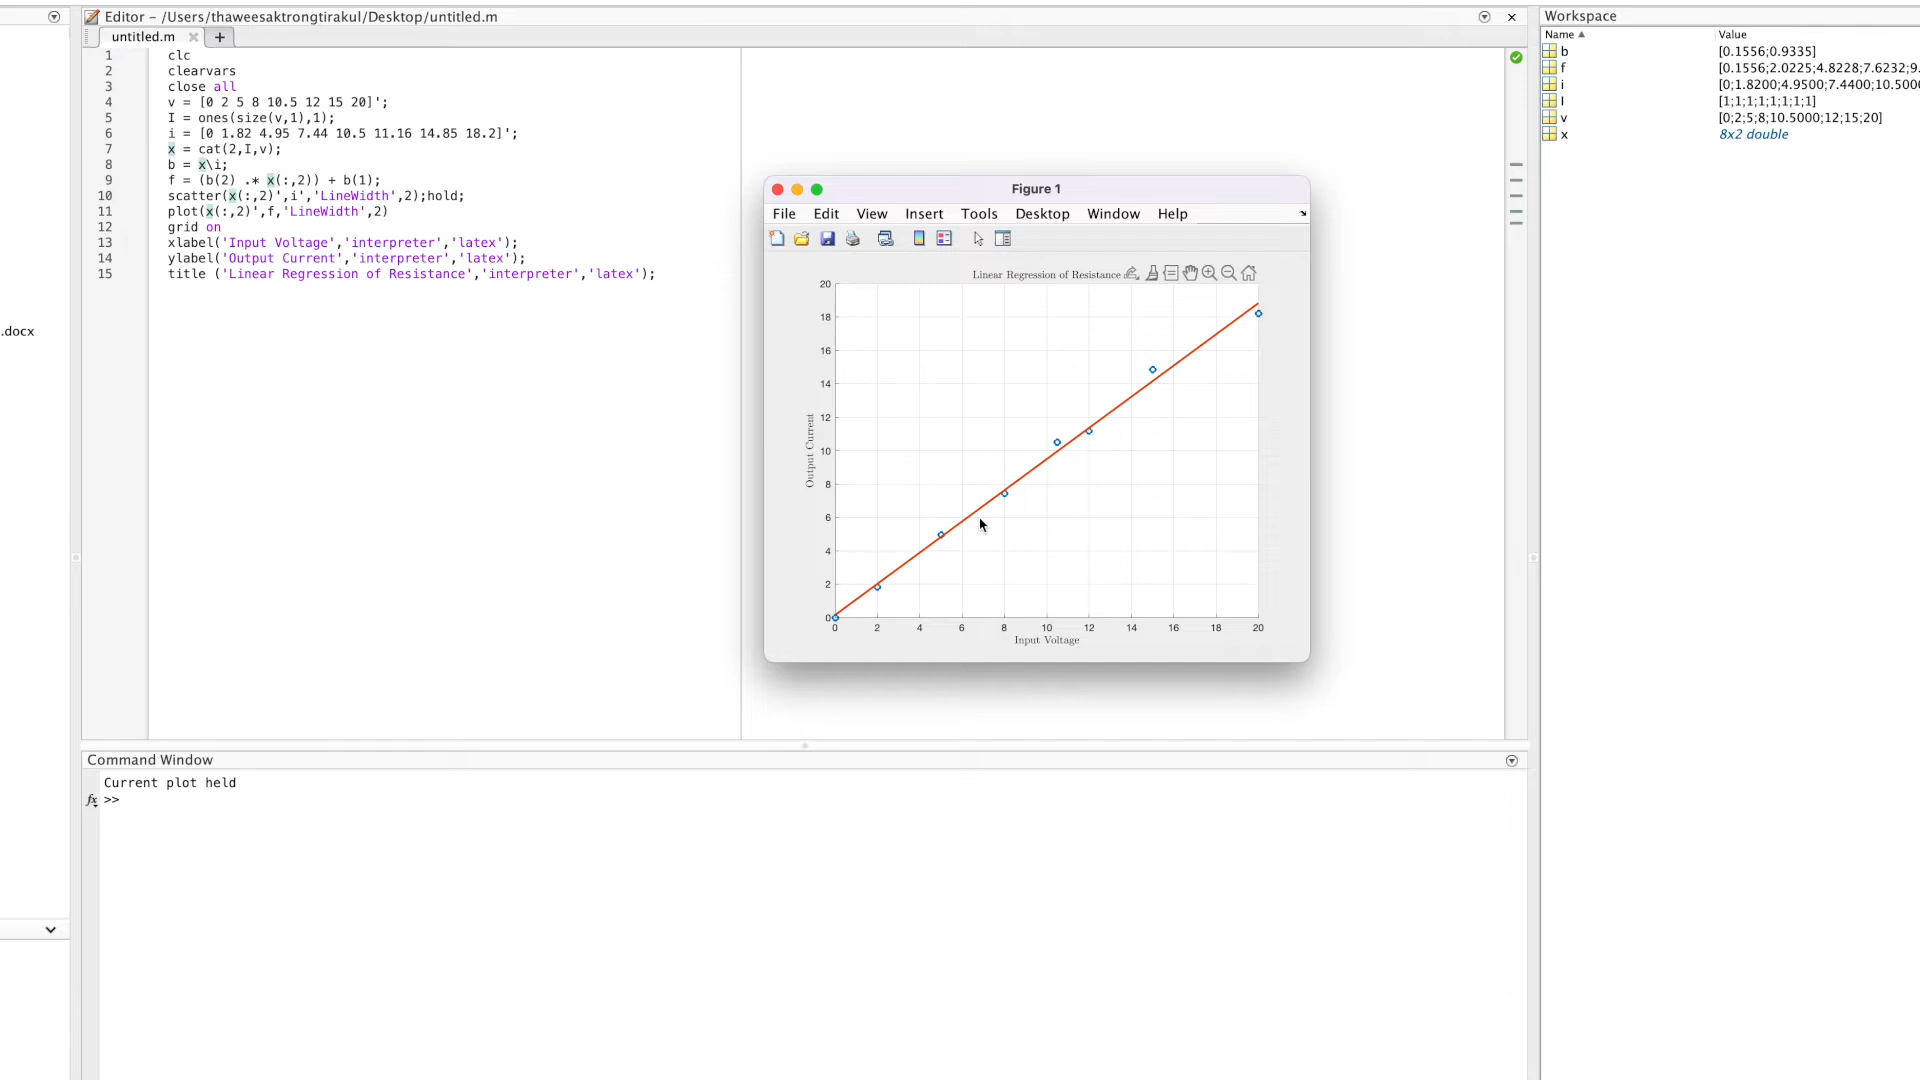 Editor – /Users/thaweesaktrongtirakul/Desktop/untitled.m
untitled.m
1 clc
2 clearvars
3 close all
4 v = [0 2 5 8 10.5 12 15 20]';
5 I = ones(size(v,1),1);
6 i = [0 1.82 4.95 7.44 10.5 11.16 14.85 18.2]';
7 x = cat(2,I,v);
8 b = x\i;
9 f = (b(2) .* x(:,2)) + b(1);
10 scatter(x(:,2)',i','LineWidth',2);hold;
11 plot(x(:,2)',f,'LineWidth',2)
12 grid on
13 xlabel('Input Voltage','interpreter','latex');
14 ylabel('Output Current','interpreter','latex');
15 title ('Linear Regression of Resistance','interpreter','latex');
.docx
Figure 1
File Edit View Insert Tools Desktop Window Help
Linear Regression of Resistance
20
18
16
14
12
10
8
6
4
2
0
Output Current
0 2 4 6 8 10 12 14 16 18 20
Input Voltage
Command Window
Current plot held
fx >>
Workspace
Name Value
b [0.1556;0.9335]
f [0.1556;2.0225;4.8228;7.6232;9.
i [0;1.8200;4.9500;7.4400;10.5000
I [1;1;1;1;1;1;1;1]
v [0;2;5;8;10.5000;12;15;20]
x 8x2 double